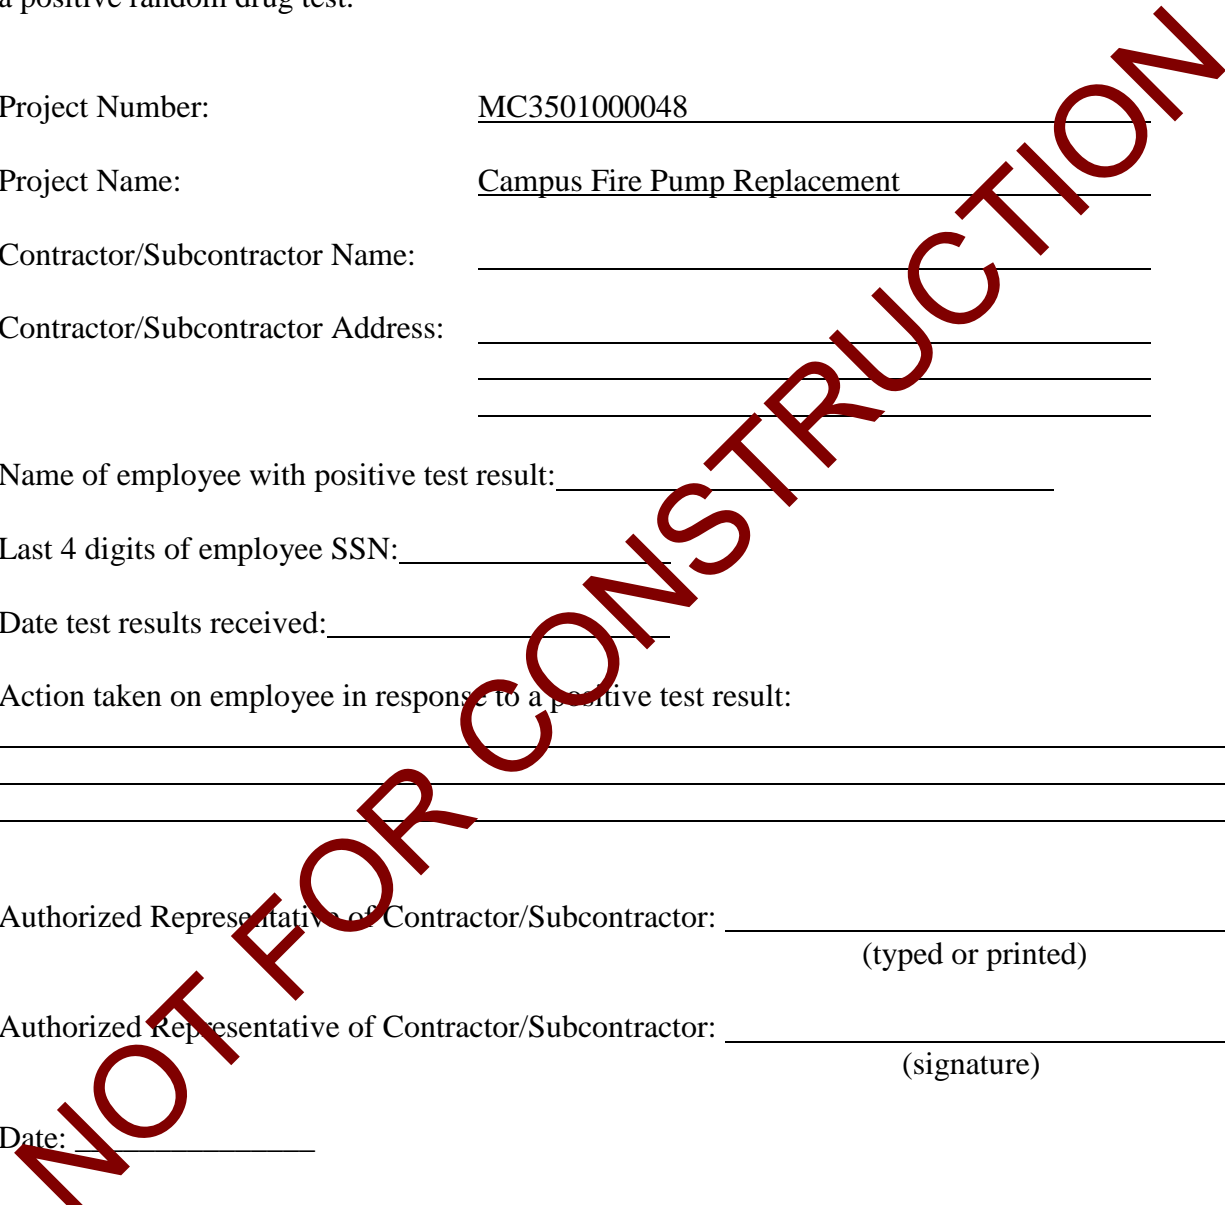 a positive random drug test.
Project Number: MC3501000048
Project Name: Campus Fire Pump Replacement
Contractor/Subcontractor Name:
Contractor/Subcontractor Address:
Name of employee with positive test result:
Last 4 digits of employee SSN:
Date test results received:
Action taken on employee in response to a positive test result:
Authorized Representative of Contractor/Subcontractor:
(typed or printed)
Authorized Representative of Contractor/Subcontractor:
(signature)
Date: _______________
NOT FOR CONSTRUCTION